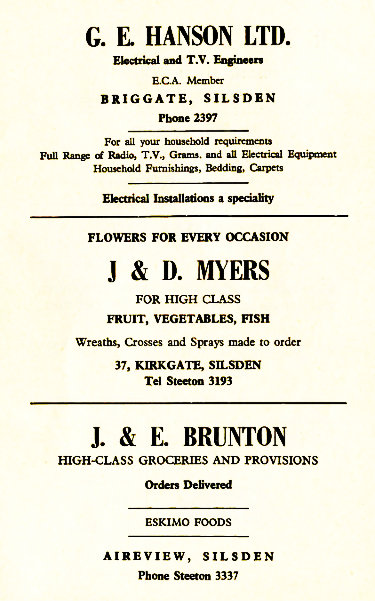 G. E. HANSON LTD.
Electrical and T.V. Engineers
E.C.A. Member
BRIGGATE, SILSDEN
Phone 2397
For all your household requirements
Full Range of Radio, T.V., Grams. and all Electrical Equipment
Household Furnishings, Bedding, Carpets
Electrical Installations a speciality
FLOWERS FOR EVERY OCCASION
J & D. MYERS
FOR HIGH CLASS
FRUIT, VEGETABLES, FISH
Wreaths, Crosses and Sprays made to order
37, KIRKGATE, SILSDEN
Tel Steeton 3193
J. & E. BRUNTON
HIGH-CLASS GROCERIES AND PROVISIONS
Orders Delivered
ESKIMO FOODS
AIREVIEW, SILSDEN
Phone Steeton 3337